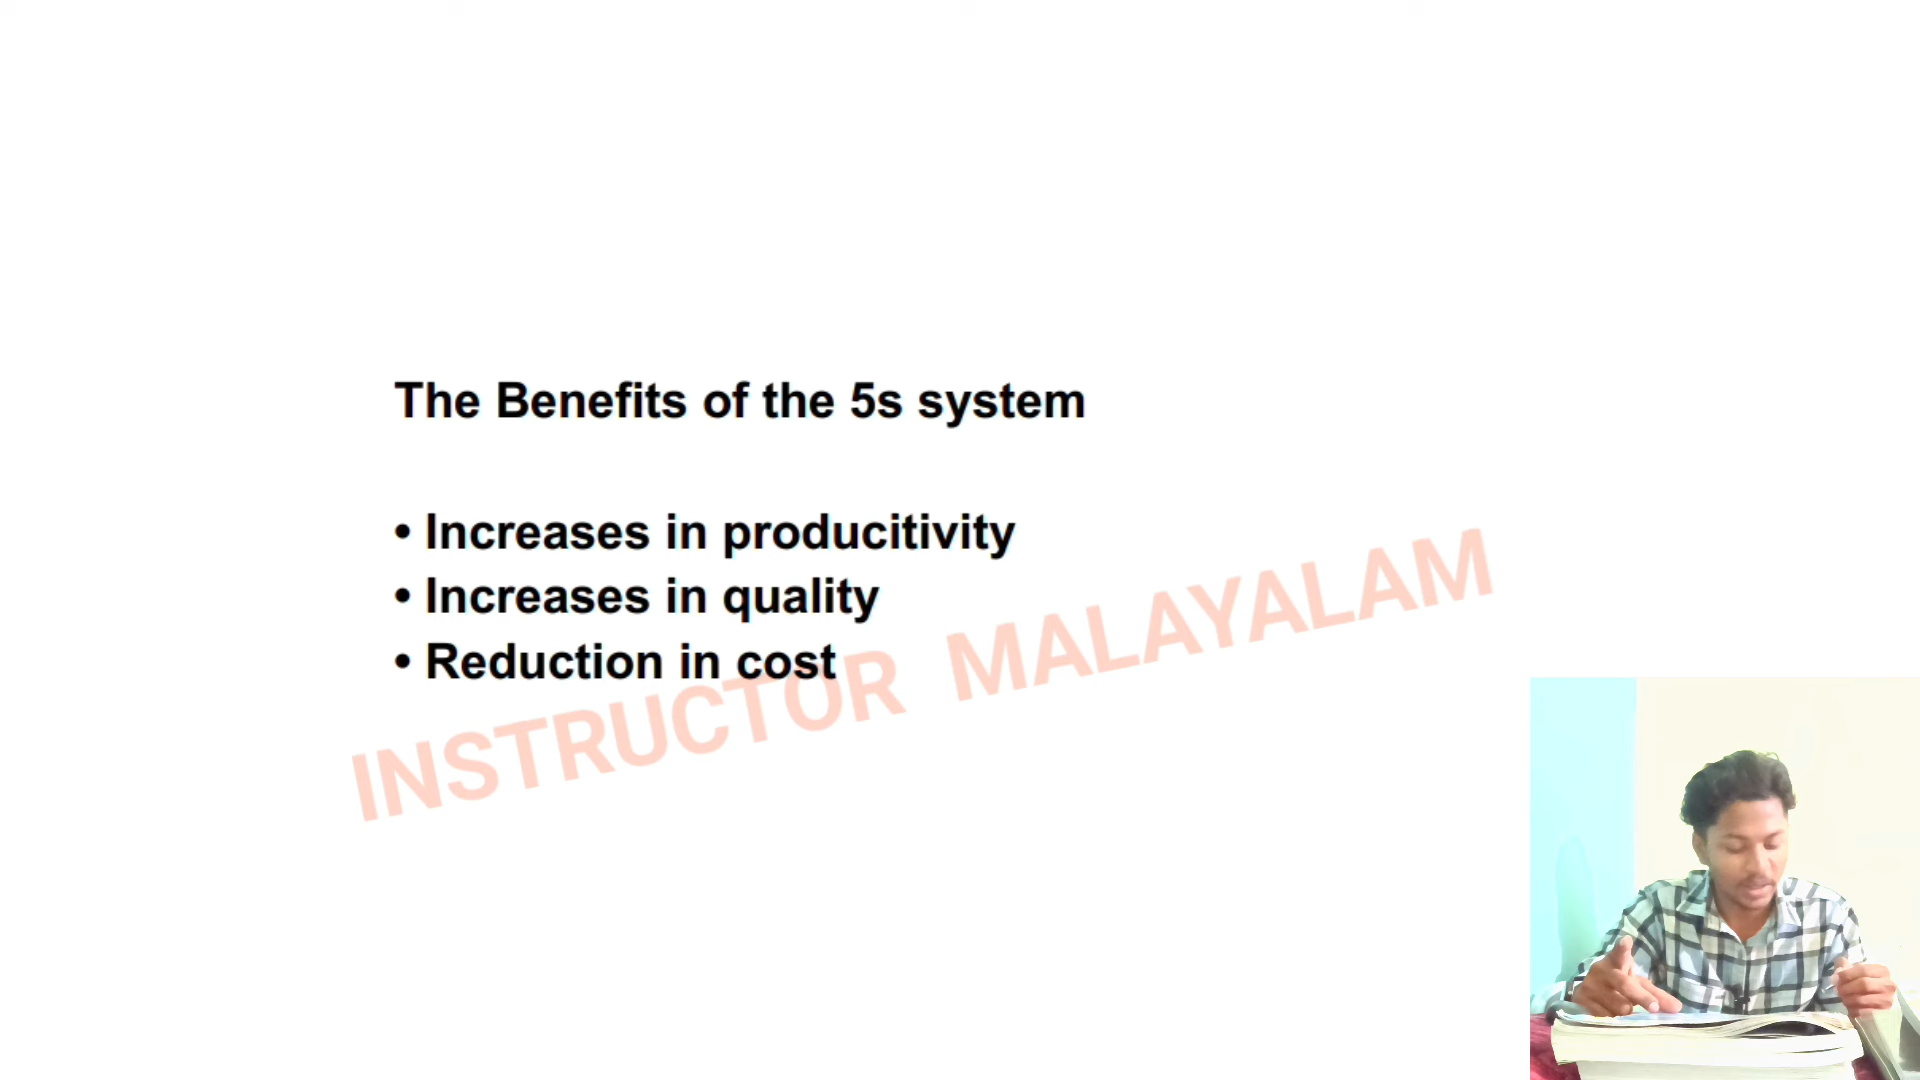 The Benefits of the 5s system
• Increases in producitivity
• Increases in quality
• Reduction in cost
INSTRUCTOR MALAYALAM